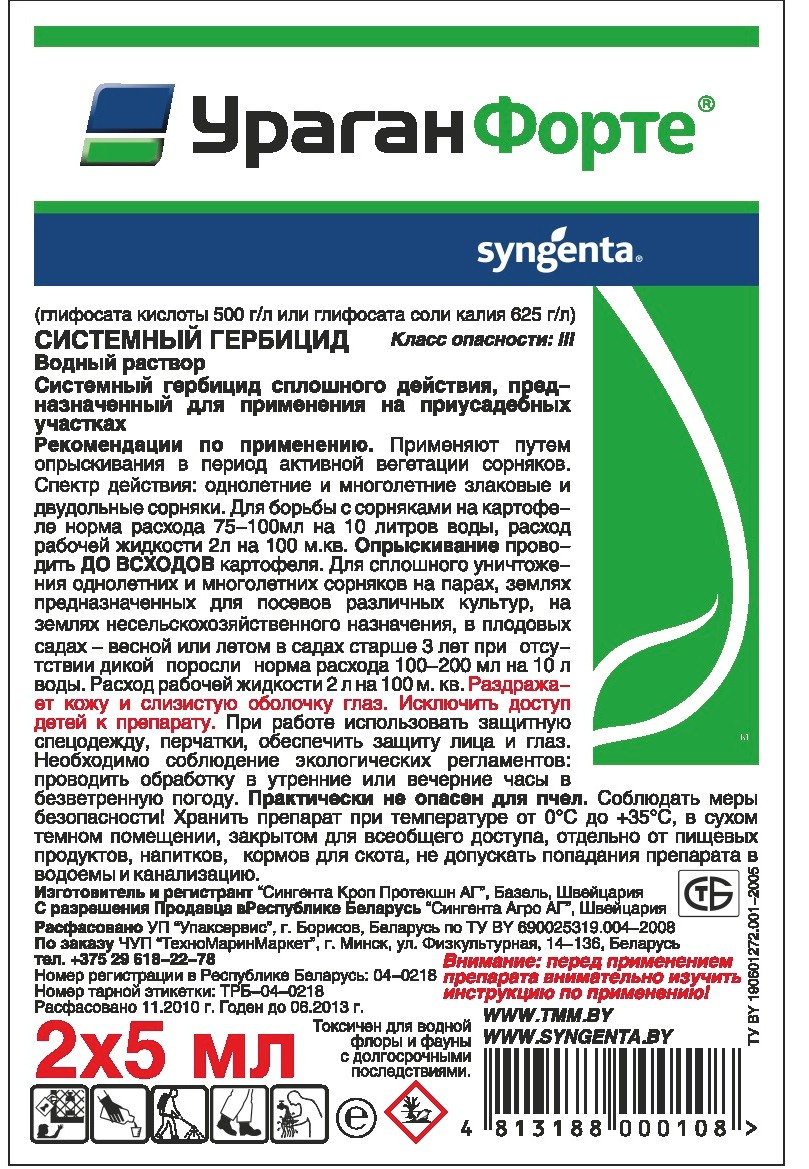 Ураган Форте®
syngenta®
(глифосата кислоты 500 г/л или глифосата соли калия 625 г/л)
СИСТЕМНЫЙ ГЕРБИЦИД Класс опасности: III
Водный раствор
Системный гербицид сплошного действия, пред-
назначенный для применения на приусадебных
участках
Рекомендации по применению. Применяют путем
опрыскивания в период активной вегетации сорняков.
Спектр действия: однолетние и многолетние злаковые и
двудольные сорняки. Для борьбы с сорняками на картофе-
ле норма расхода 75–100мл на 10 литров воды, расход
рабочей жидкости 2л на 100 м.кв. Опрыскивание прово-
дить ДО ВСХОДОВ картофеля. Для сплошного уничтоже-
ния однолетних и многолетних сорняков на парах, землях
предназначенных для посевов различных культур, на
землях несельскохозяйственного назначения, в плодовых
садах – весной или летом в садах старше 3 лет при отсу-
тствии дикой поросли норма расхода 100–200 мл на 10 л
воды. Расход рабочей жидкости 2 л на 100 м. кв. Раздража-
ет кожу и слизистую оболочку глаз. Исключить доступ
детей к препарату. При работе использовать защитную
спецодежду, перчатки, обеспечить защиту лица и глаз.
Необходимо соблюдение экологических регламентов:
проводить обработку в утренние или вечерние часы в
безветренную погоду. Практически не опасен для пчел. Соблюдать меры
безопасности! Хранить препарат при температуре от 0°С до +35°С, в сухом
темном помещении, закрытом для всеобщего доступа, отдельно от пищевых
продуктов, напитков, кормов для скота, не допускать попадания препарата в
водоемы и канализацию.
Изготовитель и регистрант "Сингента Кроп Протекшн АГ", Базель, Швейцария
С разрешения Продавца вРеспублике Беларусь "Сингента Агро АГ", Швейцария
Расфасовано УП "Упаксервис", г. Борисов, Беларусь по ТУ BY 690025319.004–2008
По заказу ЧУП "ТехноМаринМаркет", г. Минск, ул. Физкультурная, 14–136, Беларусь
тел. +375 29 618–22–78
Номер регистрации в Республике Беларусь: 04–0218
Номер тарной этикетки: ТРБ–04–0218
Расфасовано 11.2010 г. Годен до 06.2013 г.
Внимание: перед применением
препарата внимательно изучить
инструкцию по применению!
СТБ
ТУ BY 190601272.001–2005
2х5 мл
Токсичен для водной
флоры и фауны
с долгосрочными
последствиями.
WWW.TMM.BY
WWW.SYNGENTA.BY
e
4 813188 000108 >